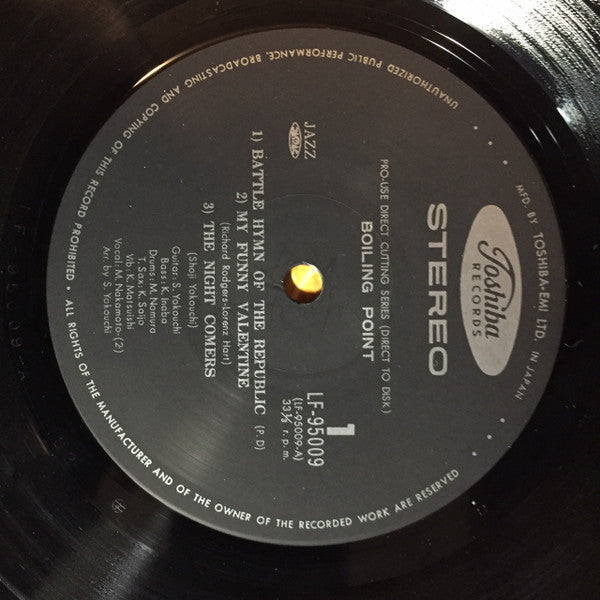 Toshiba
RECORDS
STEREO
PRO-USE DIRECT CUTTING SERIES (DIRECT TO DISK)
BOILING POINT
JAZZ
1
LF-95009
(LF-95009-A)
33⅓ r.p.m.
1) BATTLE HYMN OF THE REPUBLIC (P.D)
2) MY FUNNY VALENTINE
(Richard Rodgers-Lorenz Hart)
3) THE NIGHT COMERS
(Shoji Yokouchi)
Guitar: S. Yokouchi
Bass: K. Inaba
Drums: M. Nomura
T. Sax: K. Saijo
Vib: K. Matsuishi
Vocal: M. Nakamoto-(2)
Arr. by S. Yokouchi
MFD. BY TOSHIBA-EMI LTD. IN JAPAN
ALL RIGHTS OF THE MANUFACTURER AND OF THE OWNER OF THE RECORDED WORK ARE RESERVED
UNAUTHORIZED PUBLIC PERFORMANCE, BROADCASTING AND COPYING OF THIS RECORD PROHIBITED •